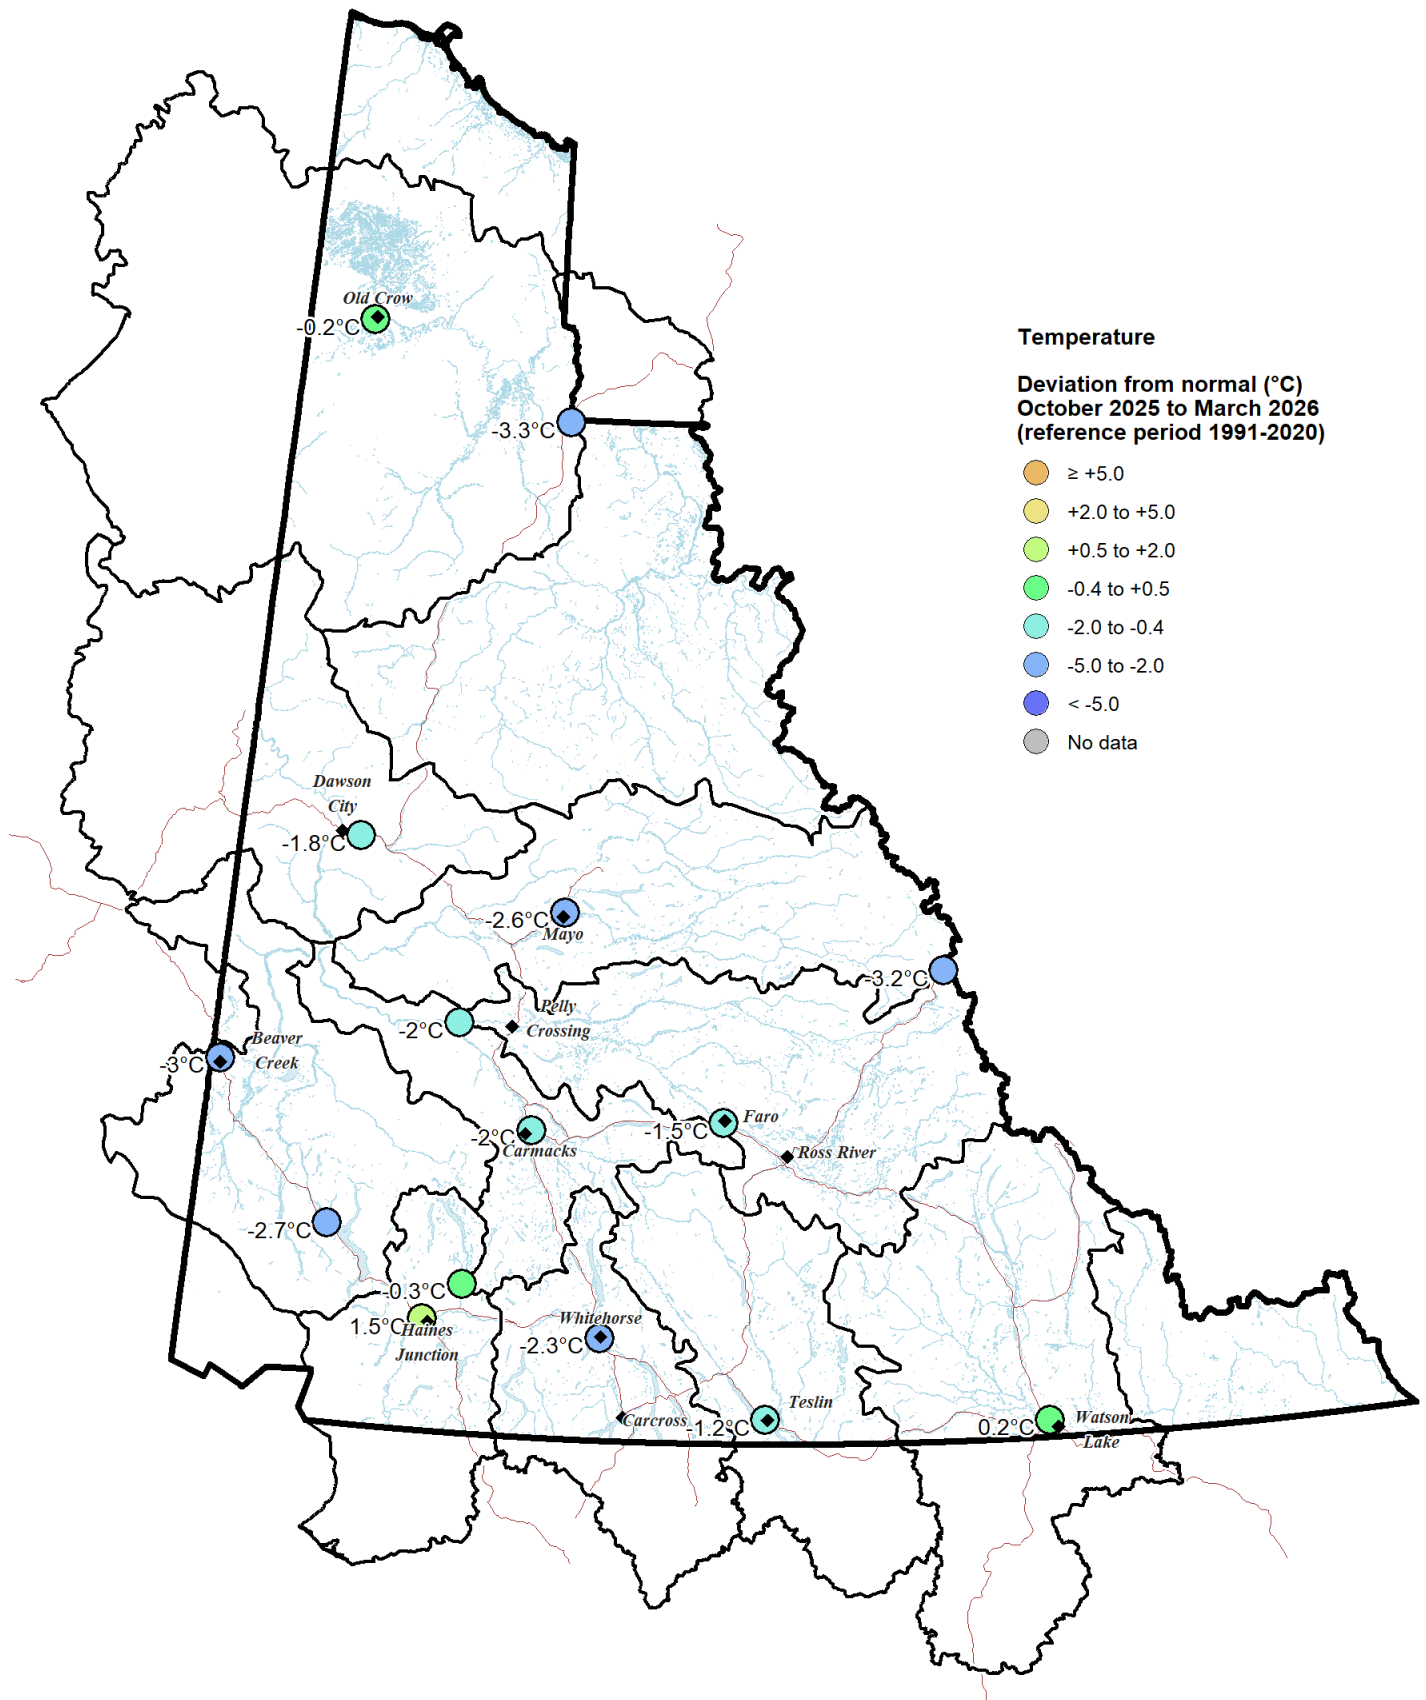 Old Crow
-0.2°C
Temperature
Deviation from normal (°C)
October 2025 to March 2026
(reference period 1991-2020)
≥ +5.0
+2.0 to +5.0
+0.5 to +2.0
-0.4 to +0.5
-2.0 to -0.4
-5.0 to -2.0
< -5.0
No data
-3.3°C
Dawson
City
-1.8°C
-2.6°C
Mayo
-3.2°C
Pelly
Crossing
-2°C
Beaver
Creek
-3°C
Faro
-1.5°C
-2°C
Carmacks
Ross River
-2.7°C
-0.3°C
1.5°C
Haines
Junction
Whitehorse
-2.3°C
Teslin
Carcross
-1.2°C
0.2°C
Watson
Lake